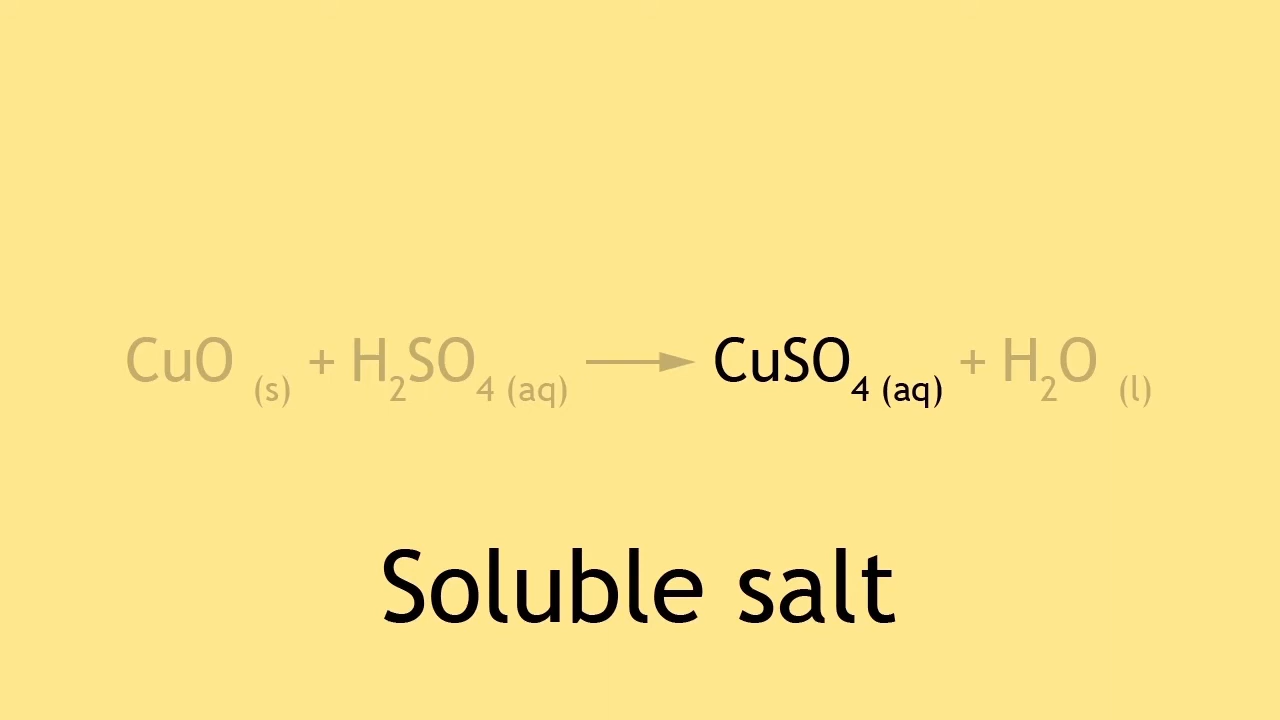 CuO (s) + H₂SO₄ (aq) ⟶ CuSO₄ (aq) + H₂O (l)
Soluble salt